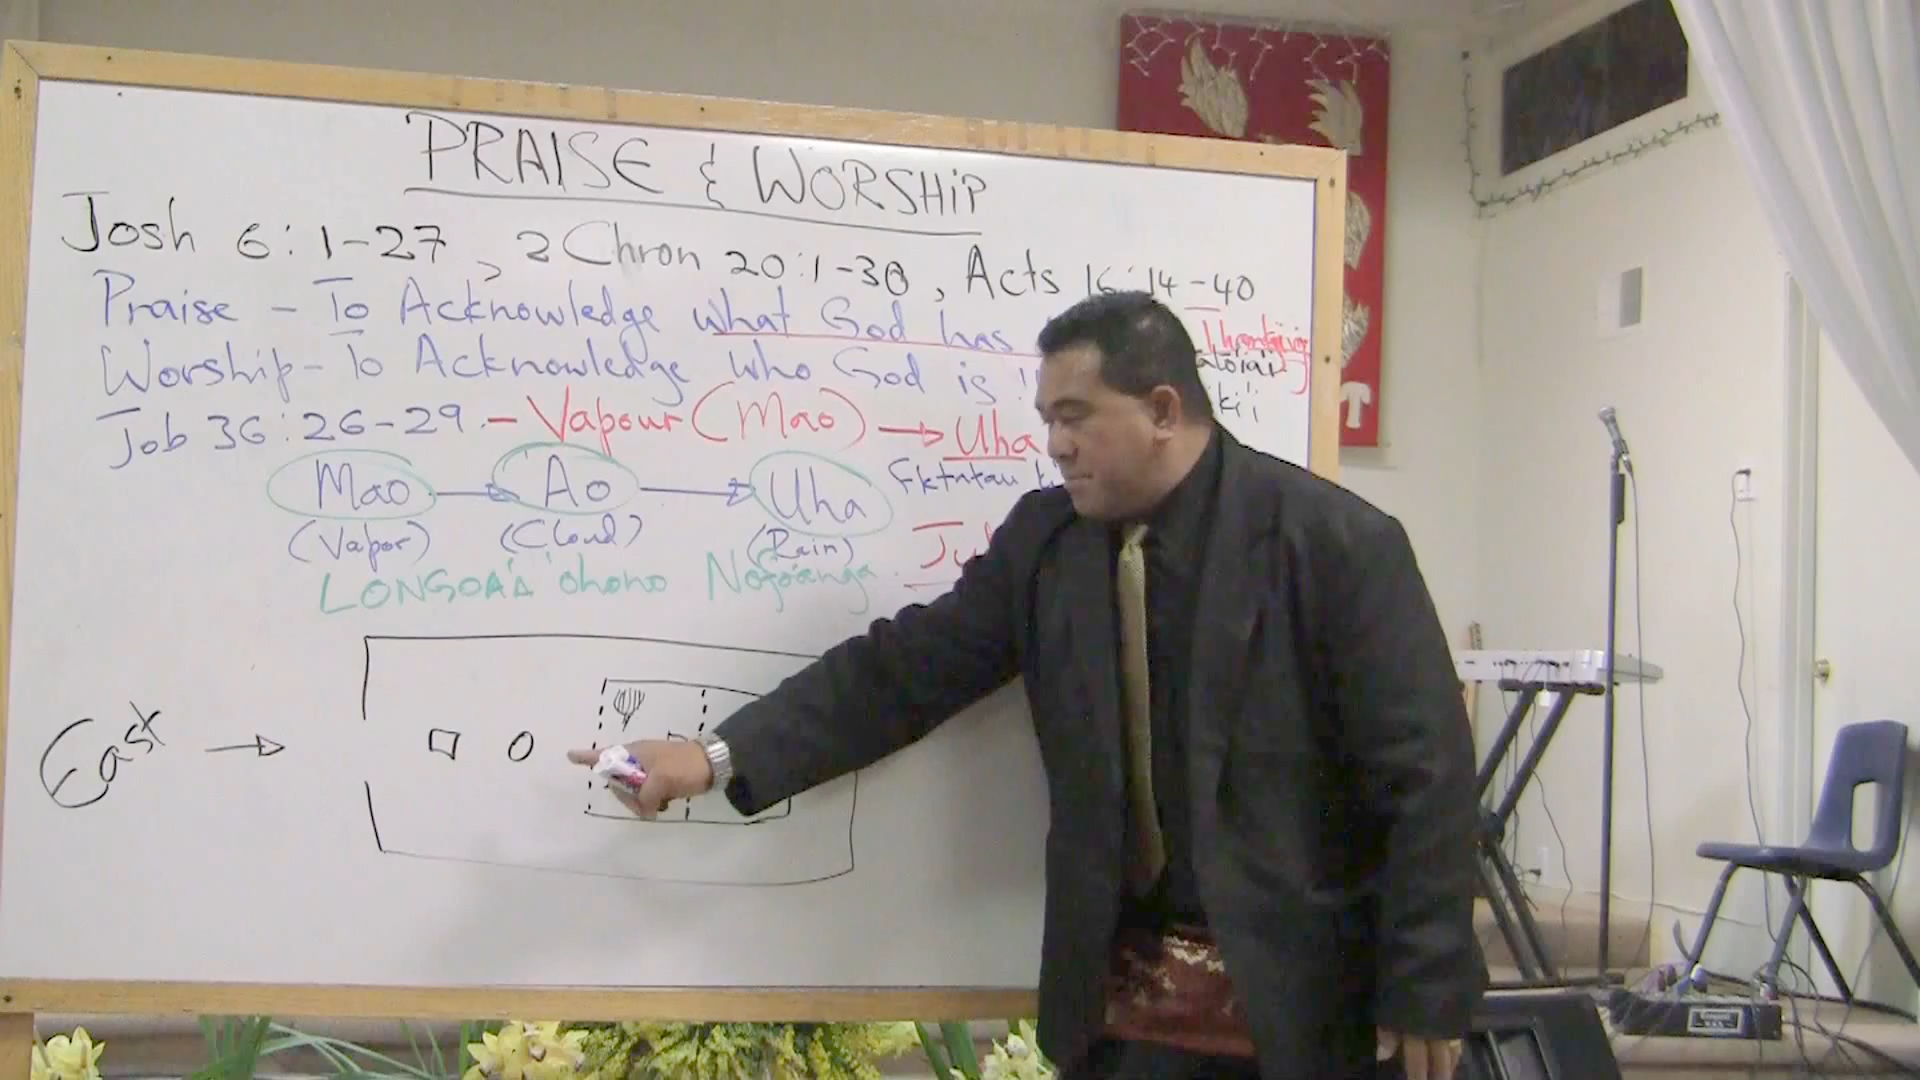 PRAISE & WORSHIP
Josh 6:1-27, 2 Chron 20:1-30, Acts 16:14-40
Praise - To Acknowledge what God has Thanksgiving
Worship - To Acknowledge who God is !!
Job 36:26-29 - Vapour (Mao) → Uha
Mao → Ao → Uha
(Vapor) (Cloud) (Rain)
LONGOA'A 'ohono Nofo'anga
East →